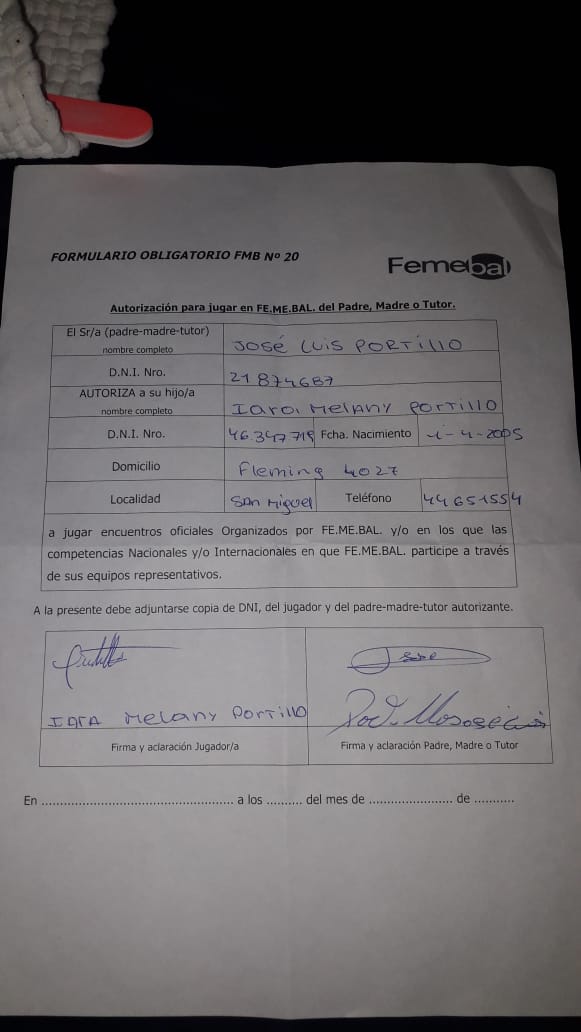 FORMULARIO OBLIGATORIO FMB Nº 20
Femebal
Autorización para jugar en FE.ME.BAL. del Padre, Madre o Tutor.
El Sr/a (padre-madre-tutor)
nombre completo
JOSÉ LUIS PORTILLO
D.N.I. Nro.
21874687
AUTORIZA a su hijo/a
nombre completo
Iara Melany Portillo
D.N.I. Nro.
46.347.719
Fcha. Nacimiento
1-4-2005
Domicilio
Fleming 4027
Localidad
San Miguel
Teléfono
44651554
a jugar encuentros oficiales Organizados por FE.ME.BAL. y/o en los que las
competencias Nacionales y/o Internacionales en que FE.ME.BAL. participe a través
de sus equipos representativos.
A la presente debe adjuntarse copia de DNI, del jugador y del padre-madre-tutor autorizante.
IARA Melany Portillo
Firma y aclaración Jugador/a
Firma y aclaración Padre, Madre o Tutor
En .................................................. a los .......... del mes de ....................... de ...........